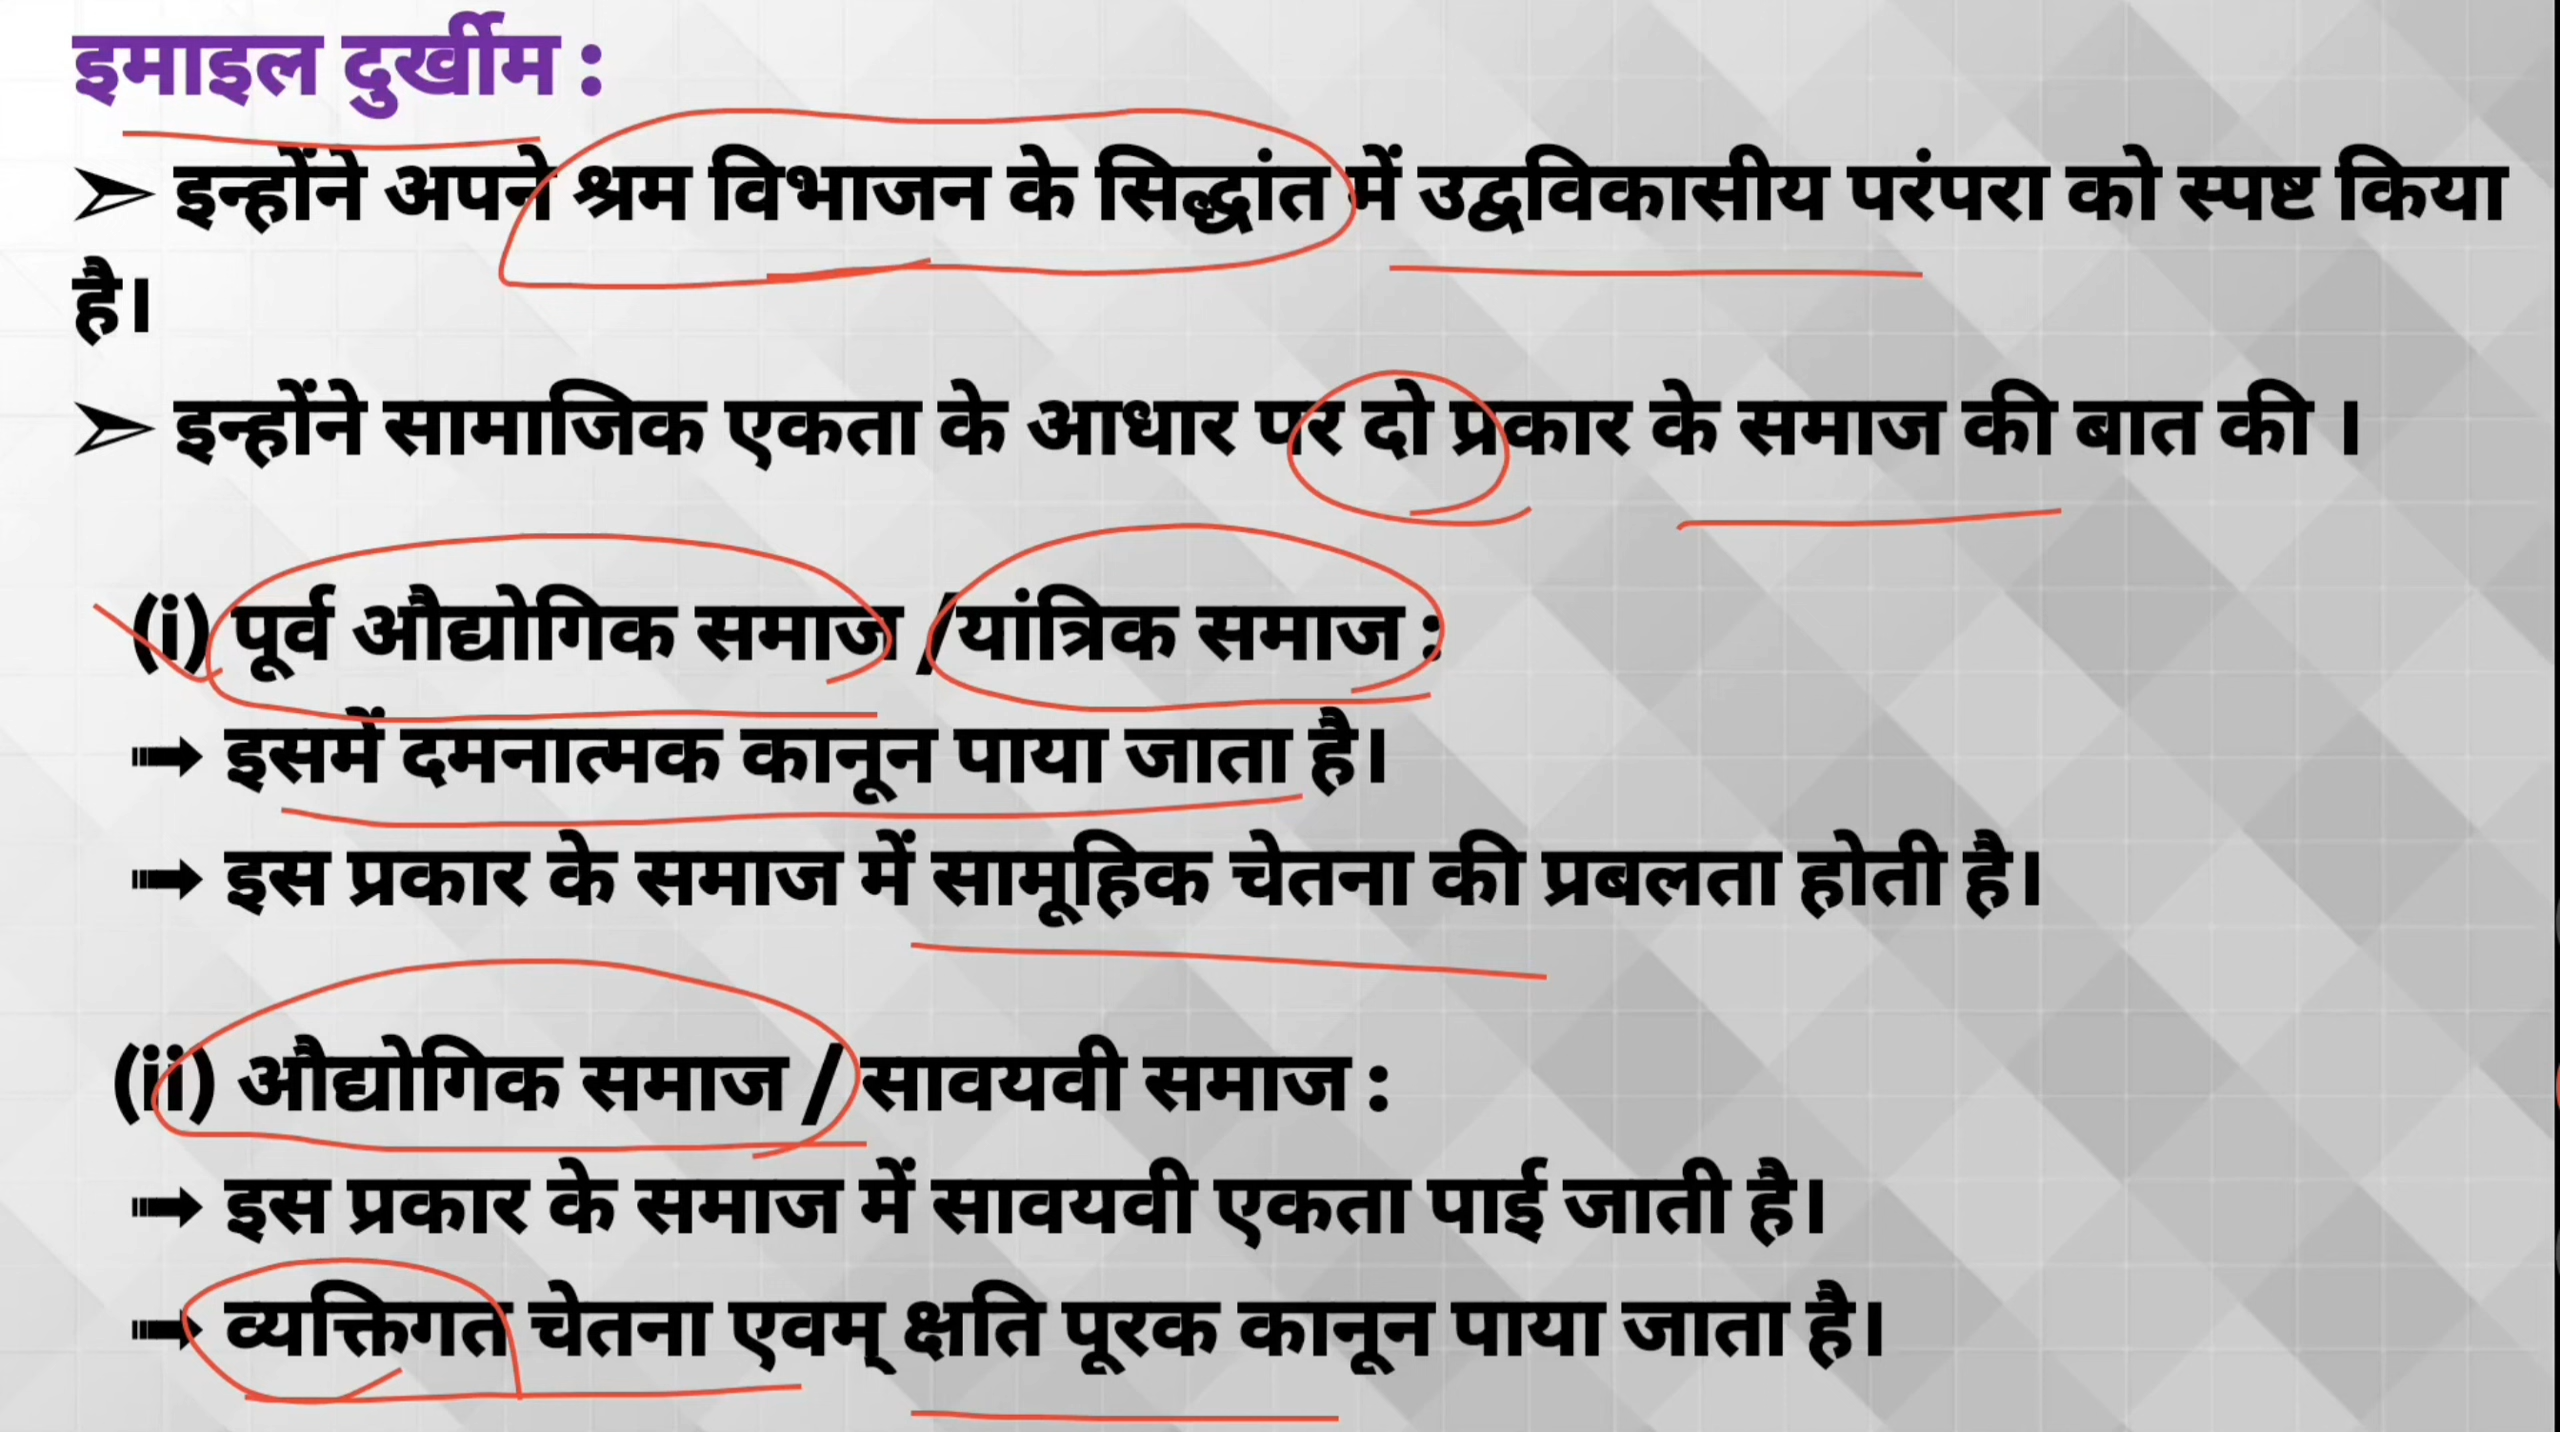 इमाइल दुर्खीम :
➢ इन्होंने अपने श्रम विभाजन के सिद्धांत में उद्वविकासीय परंपरा को स्पष्ट किया
है।
➢ इन्होंने सामाजिक एकता के आधार पर दो प्रकार के समाज की बात की ।
(i) पूर्व औद्योगिक समाज /यांत्रिक समाज :
➟ इसमें दमनात्मक कानून पाया जाता है।
➟ इस प्रकार के समाज में सामूहिक चेतना की प्रबलता होती है।
(ii) औद्योगिक समाज / सावयवी समाज :
➟ इस प्रकार के समाज में सावयवी एकता पाई जाती है।
➟ व्यक्तिगत चेतना एवम् क्षति पूरक कानून पाया जाता है।